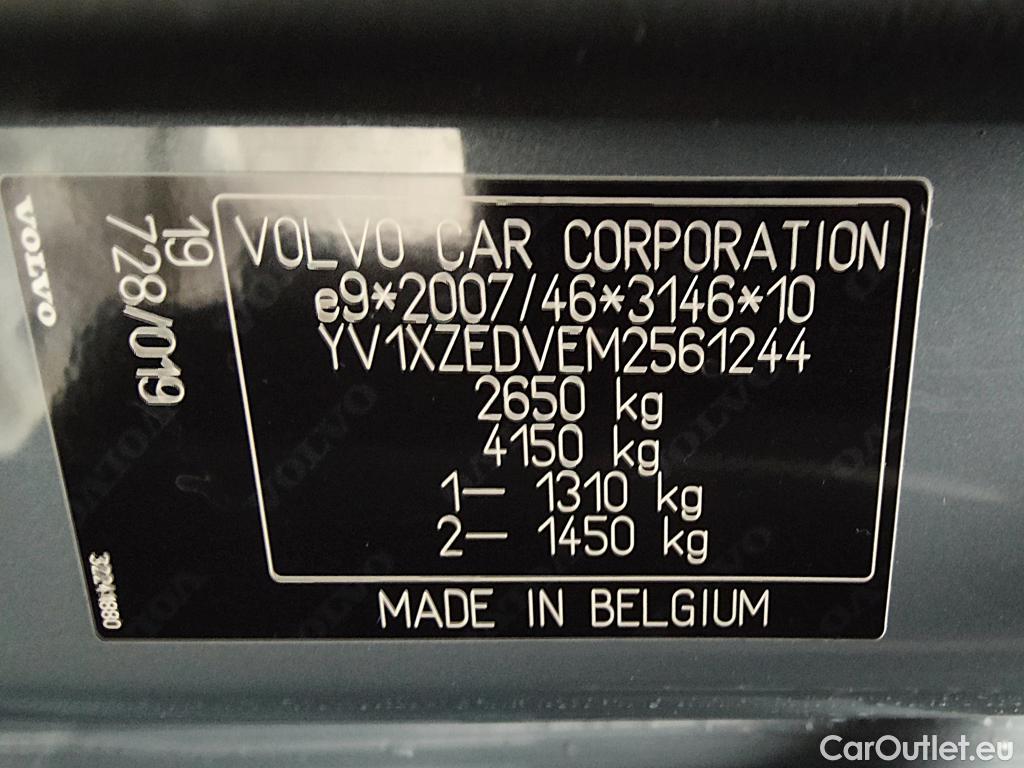 VOLVO
19
728/019
32241880
VOLVO CAR CORPORATION
e9*2007/46*3146*10
YV1XZEDVEM2561244
2650 kg
4150 kg
1- 1310 kg
2- 1450 kg
MADE IN BELGIUM
CarOutlet.eu